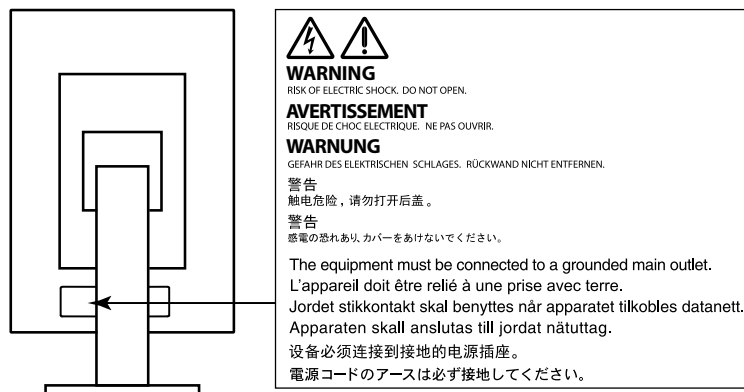 WARNING
RISK OF ELECTRIC SHOCK. DO NOT OPEN.
AVERTISSEMENT
RISQUE DE CHOC ELECTRIQUE. NE PAS OUVRIR.
WARNUNG
GEFAHR DES ELEKTRISCHEN SCHLAGES. RÜCKWAND NICHT ENTFERNEN.
警告
触电危险，请勿打开后盖。
警告
感電の恐れあり、カバーをあけないでください。
The equipment must be connected to a grounded main outlet.
L'appareil doit être relié à une prise avec terre.
Jordet stikkontakt skal benyttes når apparatet tilkobles datanett.
Apparaten skall anslutas till jordat nätuttag.
设备必须连接到接地的电源插座。
電源コードのアースは必ず接地してください。